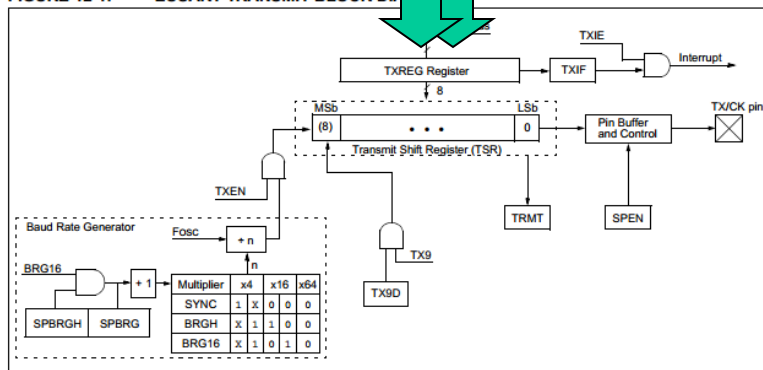 TXIE
Interrupt
TXREG Register
TXIF
8
MSb
LSb
TX/CK pin
(8)
• • •
0
Pin Buffer
and Control
Transmit Shift Register (TSR)
TXEN
TRMT
SPEN
Baud Rate Generator
Fosc
÷ n
TX9
n
BRG16
+ 1
TX9D
Multiplier x4 x16 x64
SYNC 1 X 0 0 0
SPBRGH SPBRG
BRGH X 1 1 0 0
BRG16 X 1 0 1 0